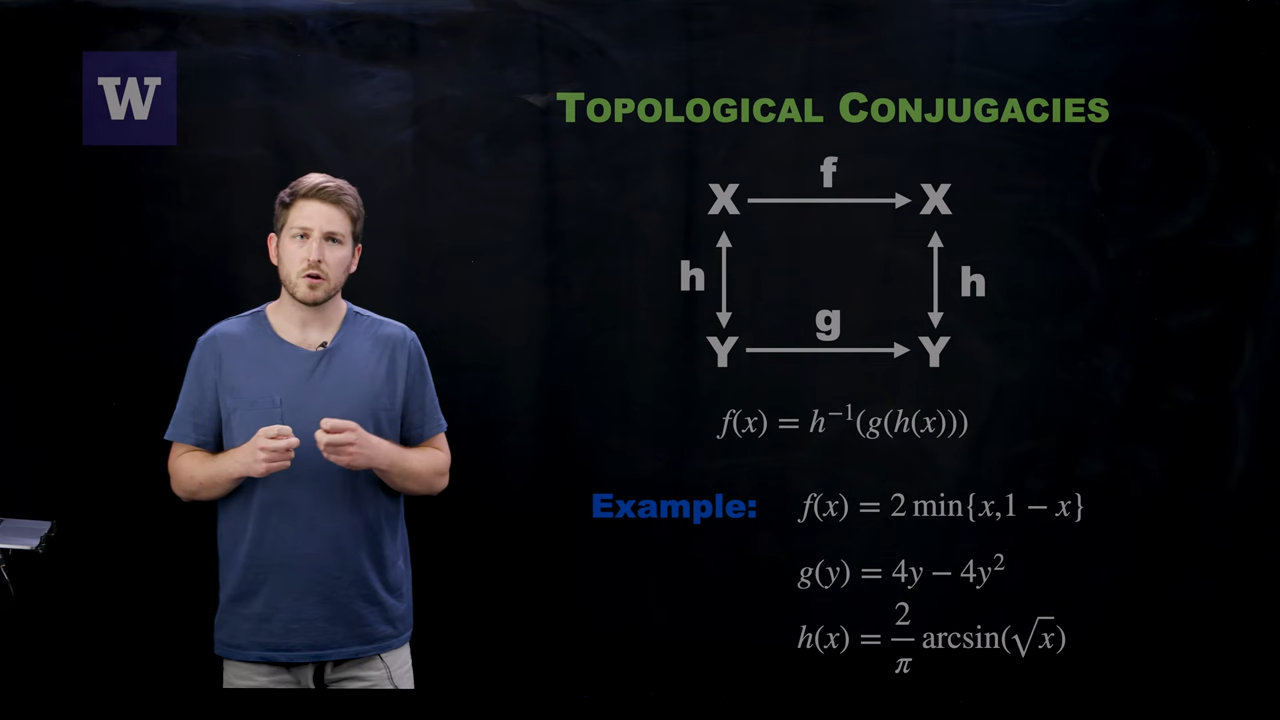 W
TOPOLOGICAL CONJUGACIES
f
X X
h h
g
Y Y
f(x) = h⁻¹(g(h(x)))
Example: f(x) = 2 min{x,1 − x}
g(y) = 4y − 4y²
h(x) = 2/π arcsin(√x)